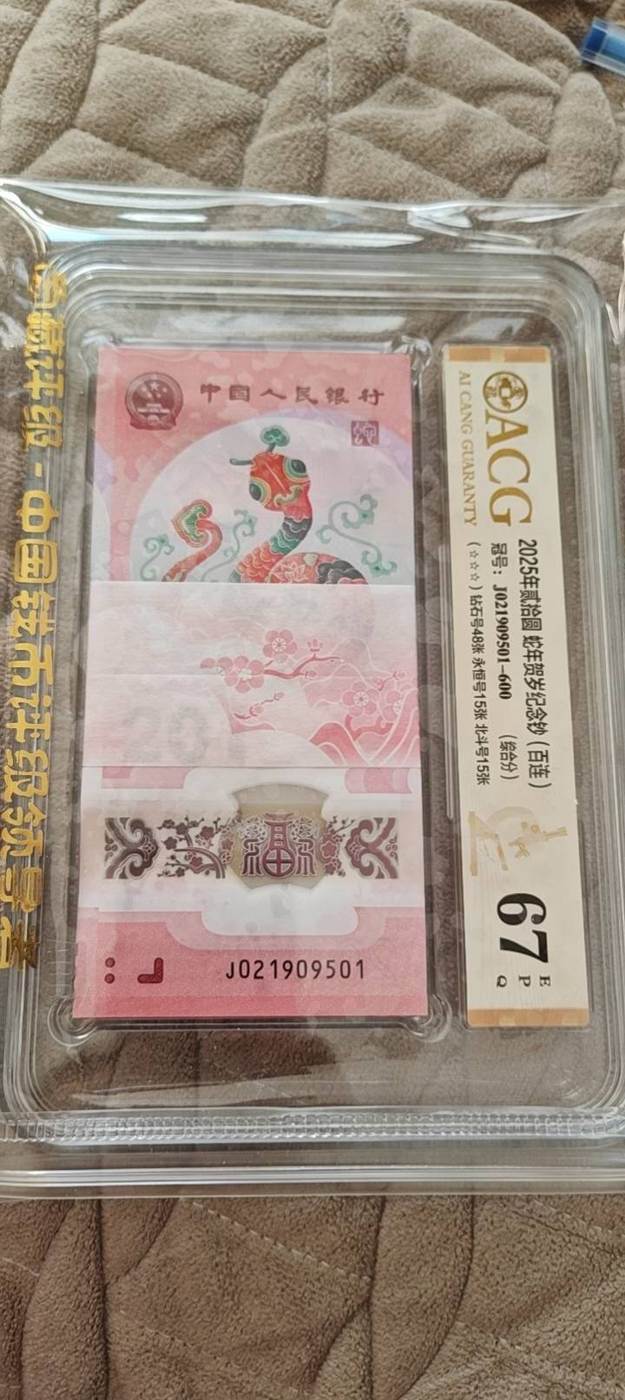 中国人民银行
20
福
J021909501
ACG
AI CANG GUARANTY
2025年贰拾圆 蛇年贺岁纪念钞（百连）
冠号：J021909501-600 （综合分）
（☆☆☆）钻石号48张 永恒号15张 北斗号15张
67
E
P
Q
藏评级-中国钱币评级领导者